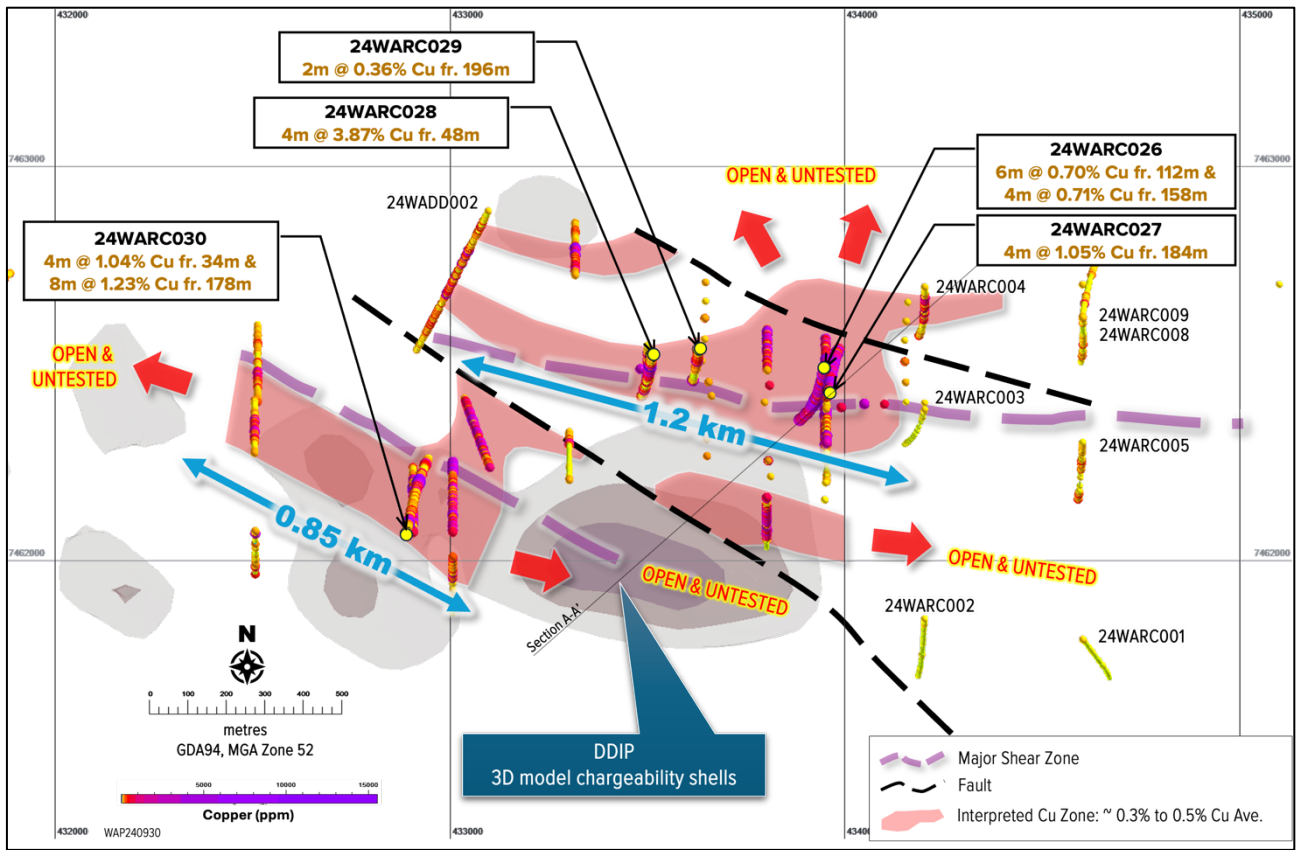 432000
433000
434000
435000
24WARC029
2m @ 0.36% Cu fr. 196m
24WARC028
4m @ 3.87% Cu fr. 48m
7463000
7463000
24WARC026
6m @ 0.70% Cu fr. 112m &
4m @ 0.71% Cu fr. 158m
OPEN & UNTESTED
24WADD002
24WARC027
4m @ 1.05% Cu fr. 184m
24WARC030
4m @ 1.04% Cu fr. 34m &
8m @ 1.23% Cu fr. 178m
24WARC004
24WARC009
24WARC008
OPEN &
UNTESTED
24WARC003
1.2 km
24WARC005
0.85 km
7462000
7462000
OPEN & UNTESTED
OPEN & UNTESTED
24WARC002
24WARC001
Section A-A'
N
0 100 200 300 400 500
metres
GDA94, MGA Zone 52
DDIP
3D model chargeability shells
Major Shear Zone
Fault
Interpreted Cu Zone: ~ 0.3% to 0.5% Cu Ave.
5000 10000 15000
Copper (ppm)
WAP240930
432000
433000
434000
435000